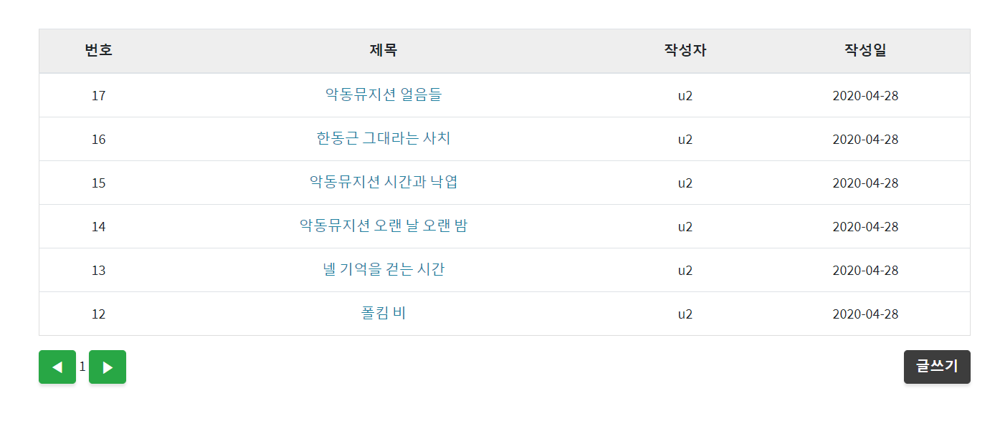 번호 제목 작성자 작성일
17 악동뮤지션 얼음들 u2 2020-04-28
16 한동근 그대라는 사치 u2 2020-04-28
15 악동뮤지션 시간과 낙엽 u2 2020-04-28
14 악동뮤지션 오랜 날 오랜 밤 u2 2020-04-28
13 넬 기억을 걷는 시간 u2 2020-04-28
12 폴킴 비 u2 2020-04-28
◀ 1 ▶ 글쓰기